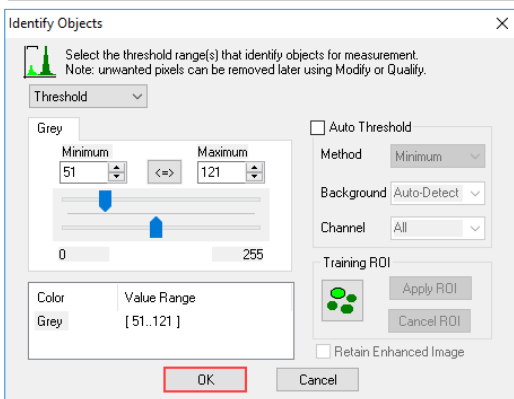 Identify Objects
Select the threshold range(s) that identify objects for measurement.
Note: unwanted pixels can be removed later using Modify or Qualify.
Threshold
Grey
Minimum Maximum
51 <=> 121
0 255
Auto Threshold
Method Minimum
Background Auto-Detect
Channel All
Training ROI
Apply ROI
Cancel ROI
Color Value Range
Grey [ 51..121 ]
Retain Enhanced Image
OK Cancel